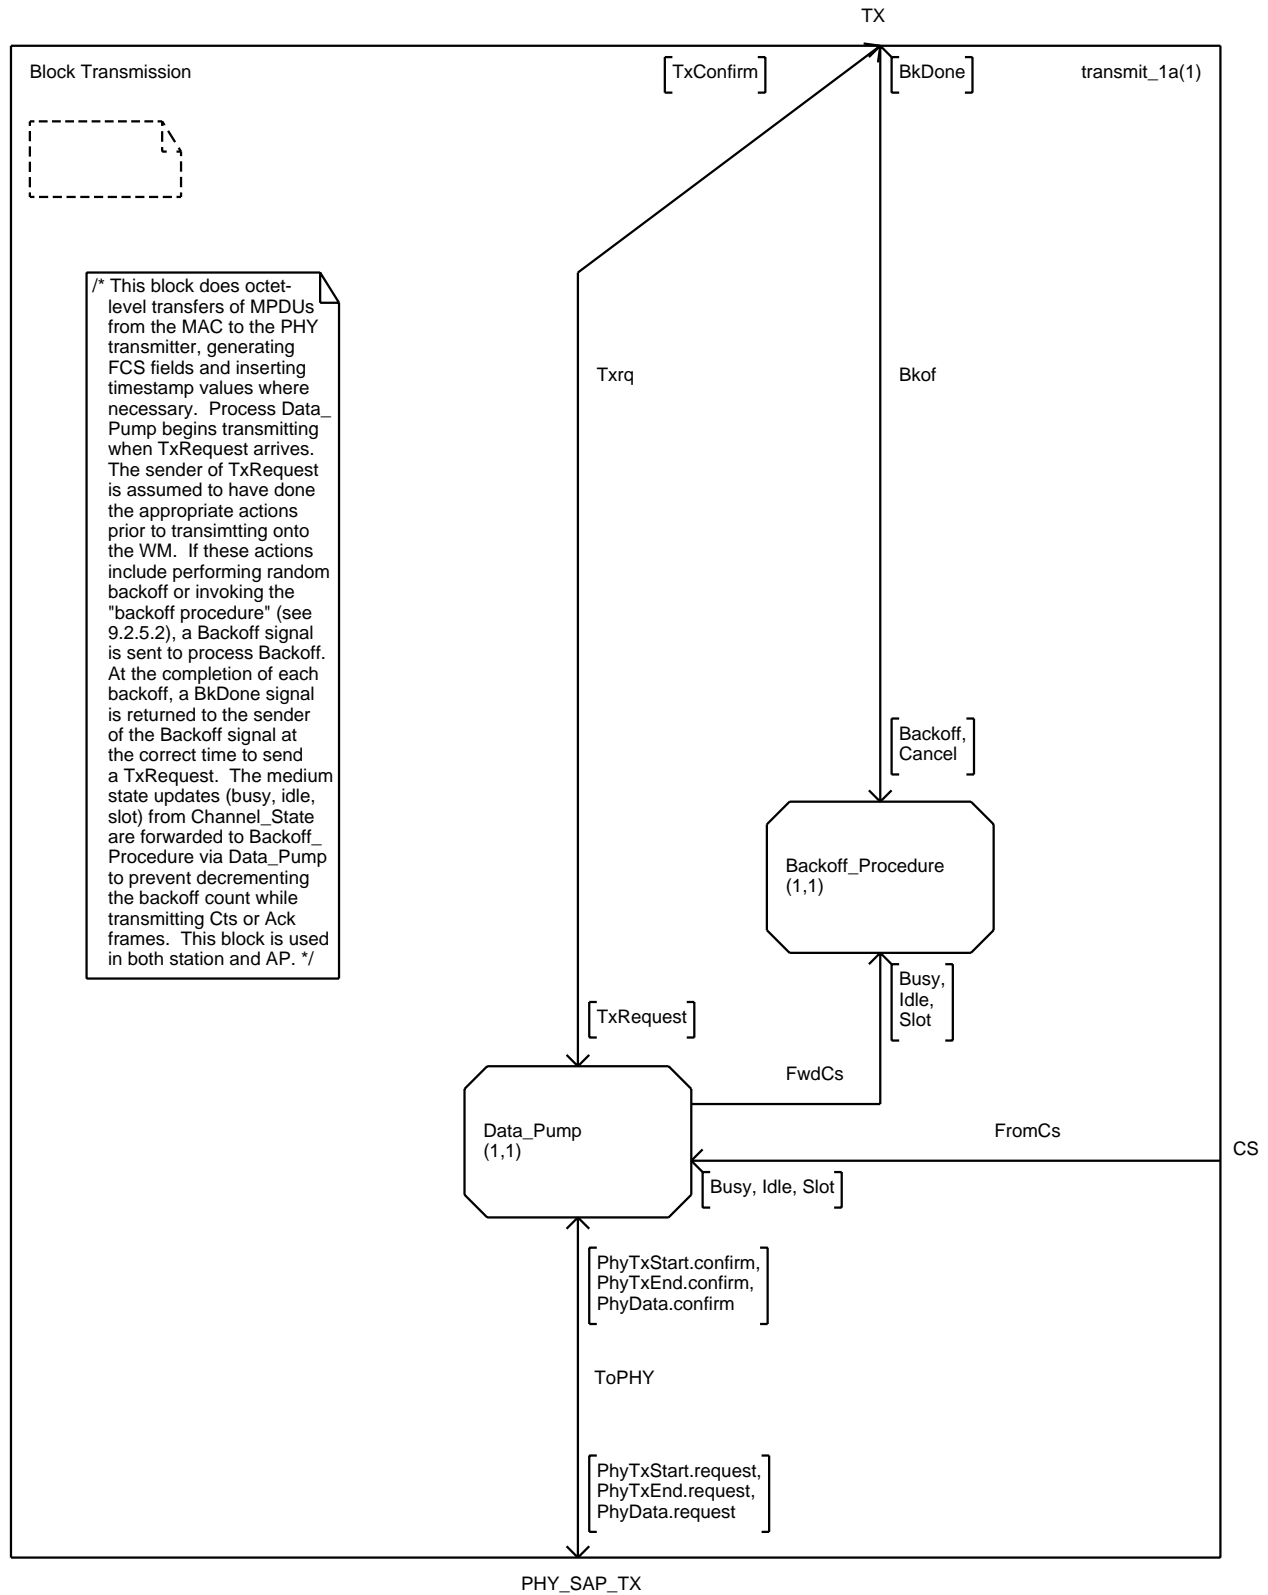 TX
Block Transmission
TxConfirm
BkDone
transmit_1a(1)
/* This block does octet-
level transfers of MPDUs
from the MAC to the PHY
transmitter, generating
FCS fields and inserting
timestamp values where
necessary.  Process Data_
Pump begins transmitting
when TxRequest arrives.
The sender of TxRequest
is assumed to have done
the appropriate actions
prior to transimtting onto
the WM.  If these actions
include performing random
backoff or invoking the
"backoff procedure" (see
9.2.5.2), a Backoff signal
is sent to process Backoff.
At the completion of each
backoff, a BkDone signal
is returned to the sender
of the Backoff signal at
the correct time to send
a TxRequest.  The medium
state updates (busy, idle,
slot) from Channel_State
are forwarded to Backoff_
Procedure via Data_Pump
to prevent decrementing
the backoff count while
transmitting Cts or Ack
frames.  This block is used
in both station and AP. */
Txrq
Bkof
Backoff,
Cancel
Backoff_Procedure
(1,1)
Busy,
Idle,
Slot
TxRequest
FwdCs
Data_Pump
(1,1)
FromCs
CS
Busy, Idle, Slot
PhyTxStart.confirm,
PhyTxEnd.confirm,
PhyData.confirm
ToPHY
PhyTxStart.request,
PhyTxEnd.request,
PhyData.request
PHY_SAP_TX